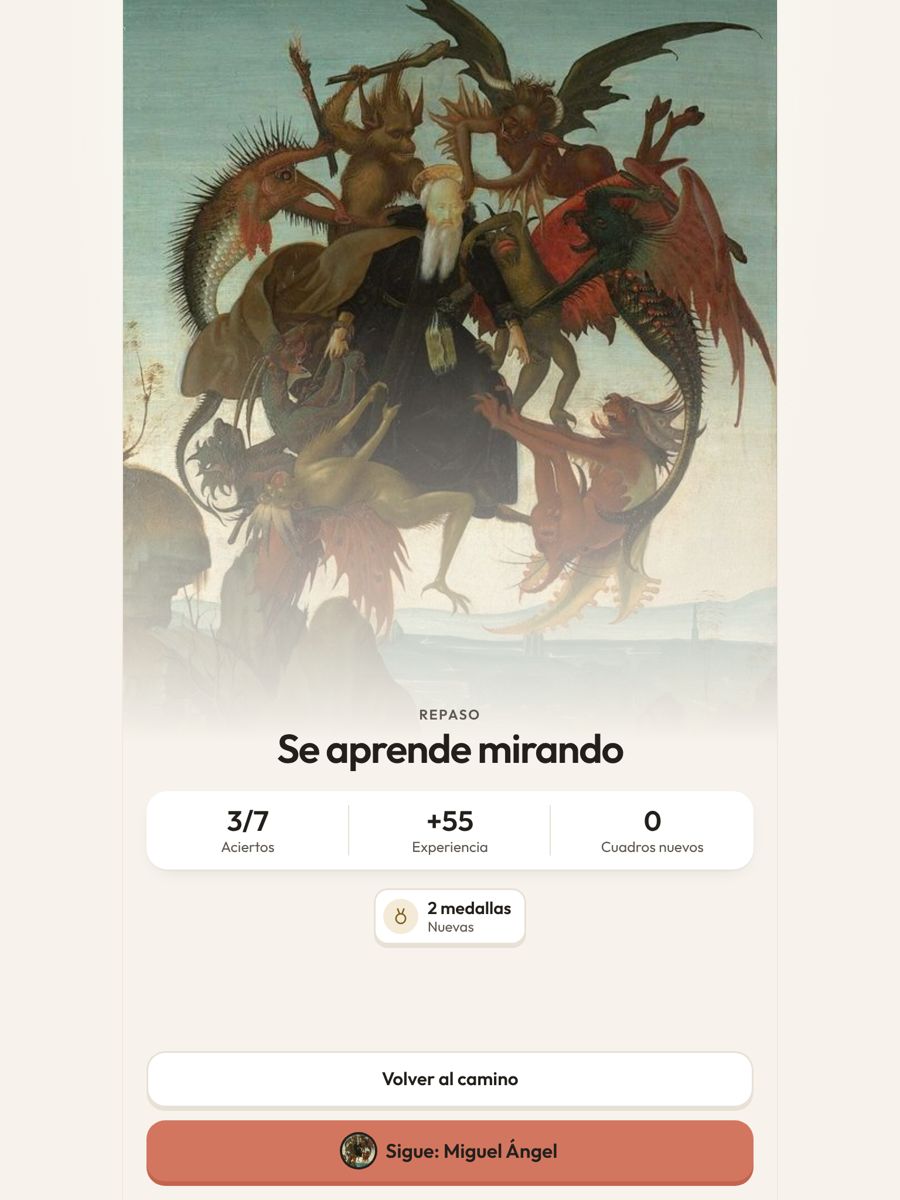 REPASO
Se aprende mirando
3/7
Aciertos
+55
Experiencia
0
Cuadros nuevos
2 medallas
Nuevas
Volver al camino
Sigue: Miguel Ángel